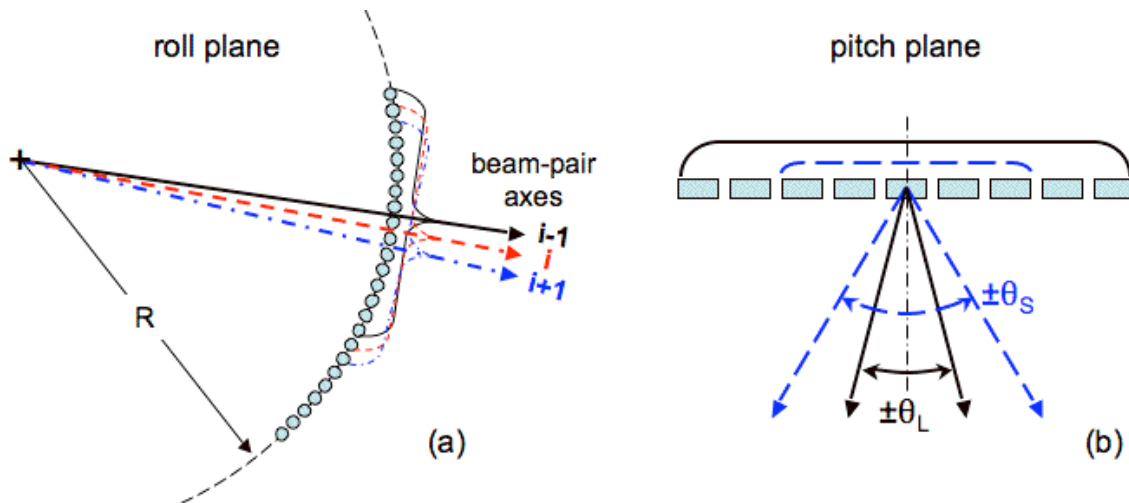 roll plane
beam-pair
axes
i-1
i
i+1
R
(a)
pitch plane
±θS
±θL
(b)